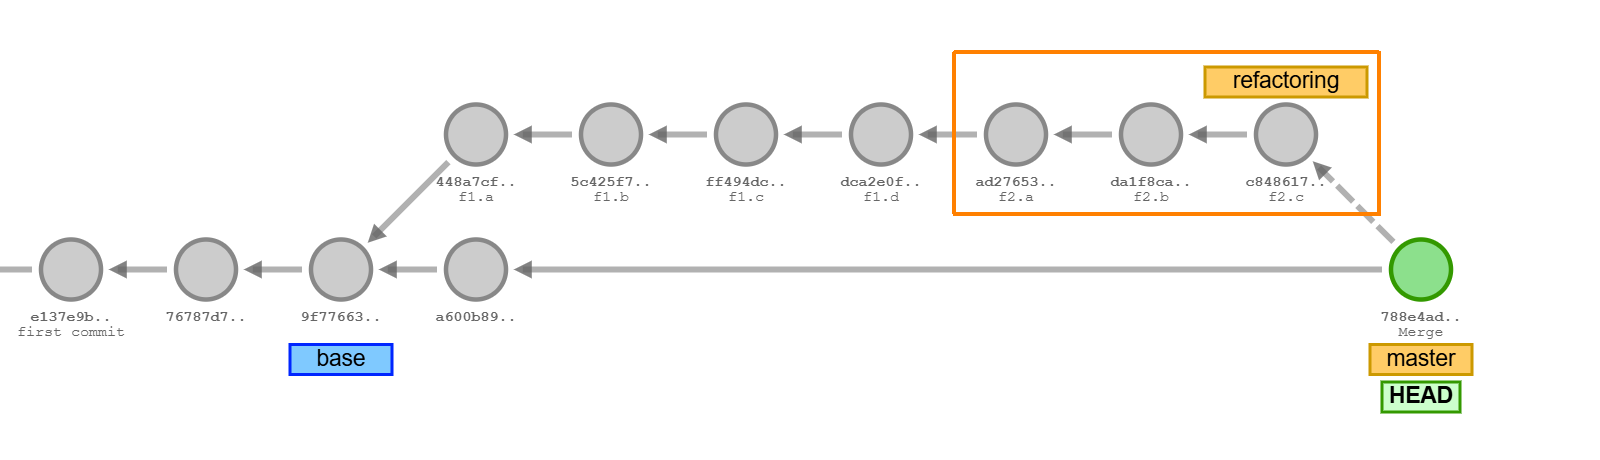 refactoring
448a7cf.. 5c425f7.. ff494dc.. dca2e0f.. ad27653.. da1f8ca.. c848617..
f1.a f1.b f1.c f1.d f2.a f2.b f2.c
e137e9b.. 76787d7.. 9f77663.. a600b89.. 788e4ad..
first commit Merge
base master
HEAD